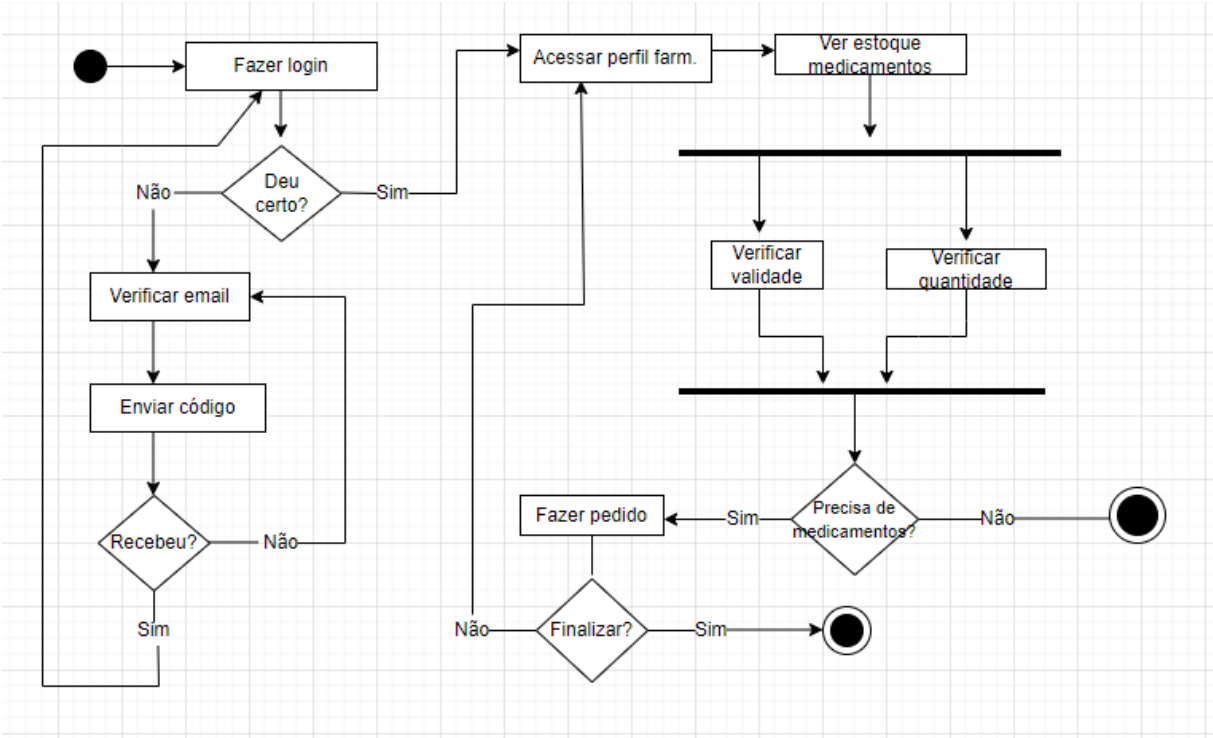 Fazer login
Deu
certo?
Não
Sim
Verificar email
Enviar código
Recebeu?
Não
Sim
Acessar perfil farm.
Ver estoque
medicamentos
Verificar
validade
Verificar
quantidade
Precisa de
medicamentos?
Sim
Não
Fazer pedido
Finalizar?
Não
Sim